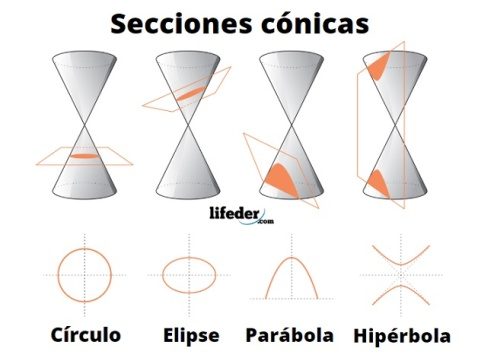 Secciones cónicas
lifeder.com
Círculo
Elipse
Parábola
Hipérbola